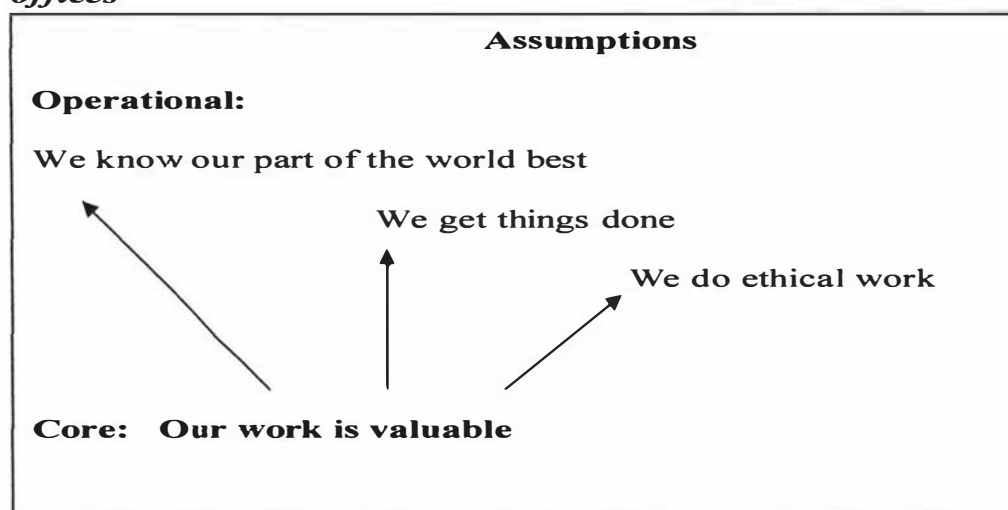 offices
Assumptions
Operational:
We know our part of the world best
We get things done
We do ethical work
Core: Our work is valuable